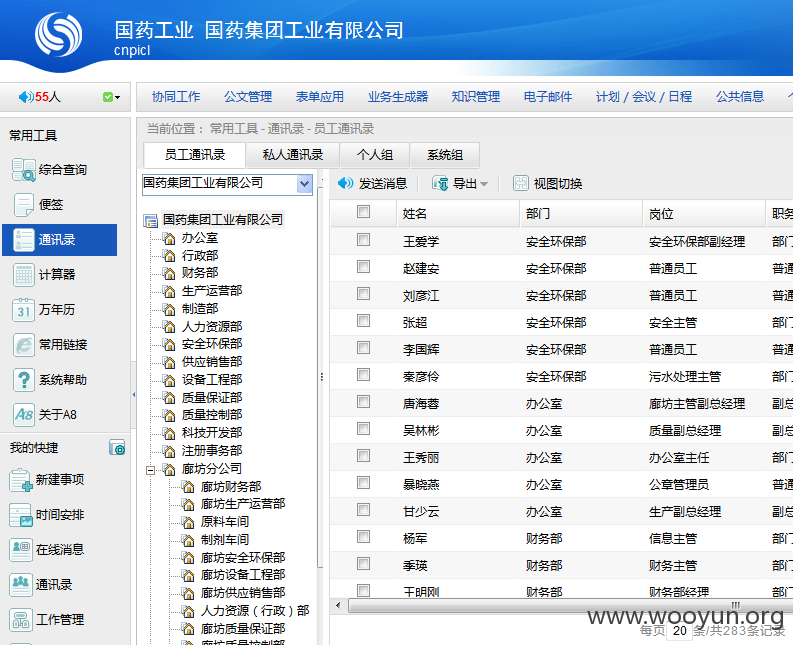 国药工业 国药集团工业有限公司
cnpicl
55人
协同工作 公文管理 表单应用 业务生成器 知识管理 电子邮件 计划 / 会议 / 日程 公共信息
常用工具
综合查询
便签
通讯录
计算器
31 万年历
常用链接
? 系统帮助
A8 关于A8
我的快捷
新建事项
时间安排
在线消息
通讯录
工作管理
当前位置： 常用工具 - 通讯录 - 员工通讯录
员工通讯录 私人通讯录 个人组 系统组
国药集团工业有限公司
发送消息 导出 视图切换
国药集团工业有限公司
办公室
行政部
财务部
生产运营部
制造部
人力资源部
安全环保部
供应销售部
设备工程部
质量保证部
质量控制部
科技开发部
注册事务部
廊坊分公司
廊坊财务部
廊坊生产运营部
原料车间
制剂车间
廊坊安全环保部
廊坊设备工程部
廊坊供应销售部
人力资源（行政）部
廊坊质量保证部
廊坊质量控制部
姓名 部门 岗位 职务
王爱学 安全环保部 安全环保部副经理 部门
赵建安 安全环保部 普通员工 普通
刘彦江 安全环保部 普通员工 普通
张超 安全环保部 安全主管 部门
李国辉 安全环保部 普通员工 普通
秦彦伶 安全环保部 污水处理主管 部门
唐海蓉 办公室 廊坊主管副总经理 副总
吴林彬 办公室 质量副总经理 副总
王秀丽 办公室 办公室主任 部门
暴晓燕 办公室 公章管理员 普通
甘少云 办公室 生产副总经理 副总
杨军 财务部 信息主管 部门
季瑛 财务部 财务主管 部门
王明刚 财务部 财务部经理 部门
www.wooyun.org
每页 20 条/共283条记录